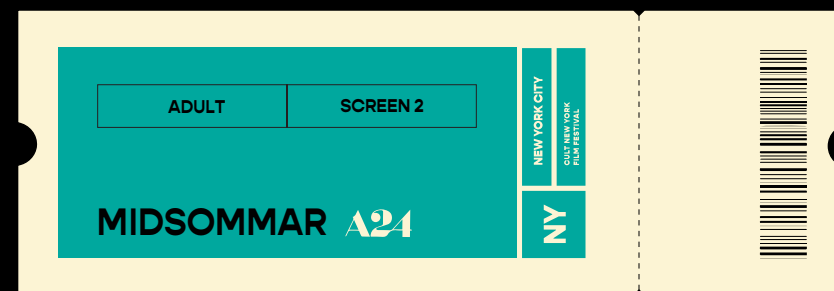 ADULT
SCREEN 2
MIDSOMMAR A24
NEW YORK CITY
CULT NEW YORK
FILM FESTIVAL
NY